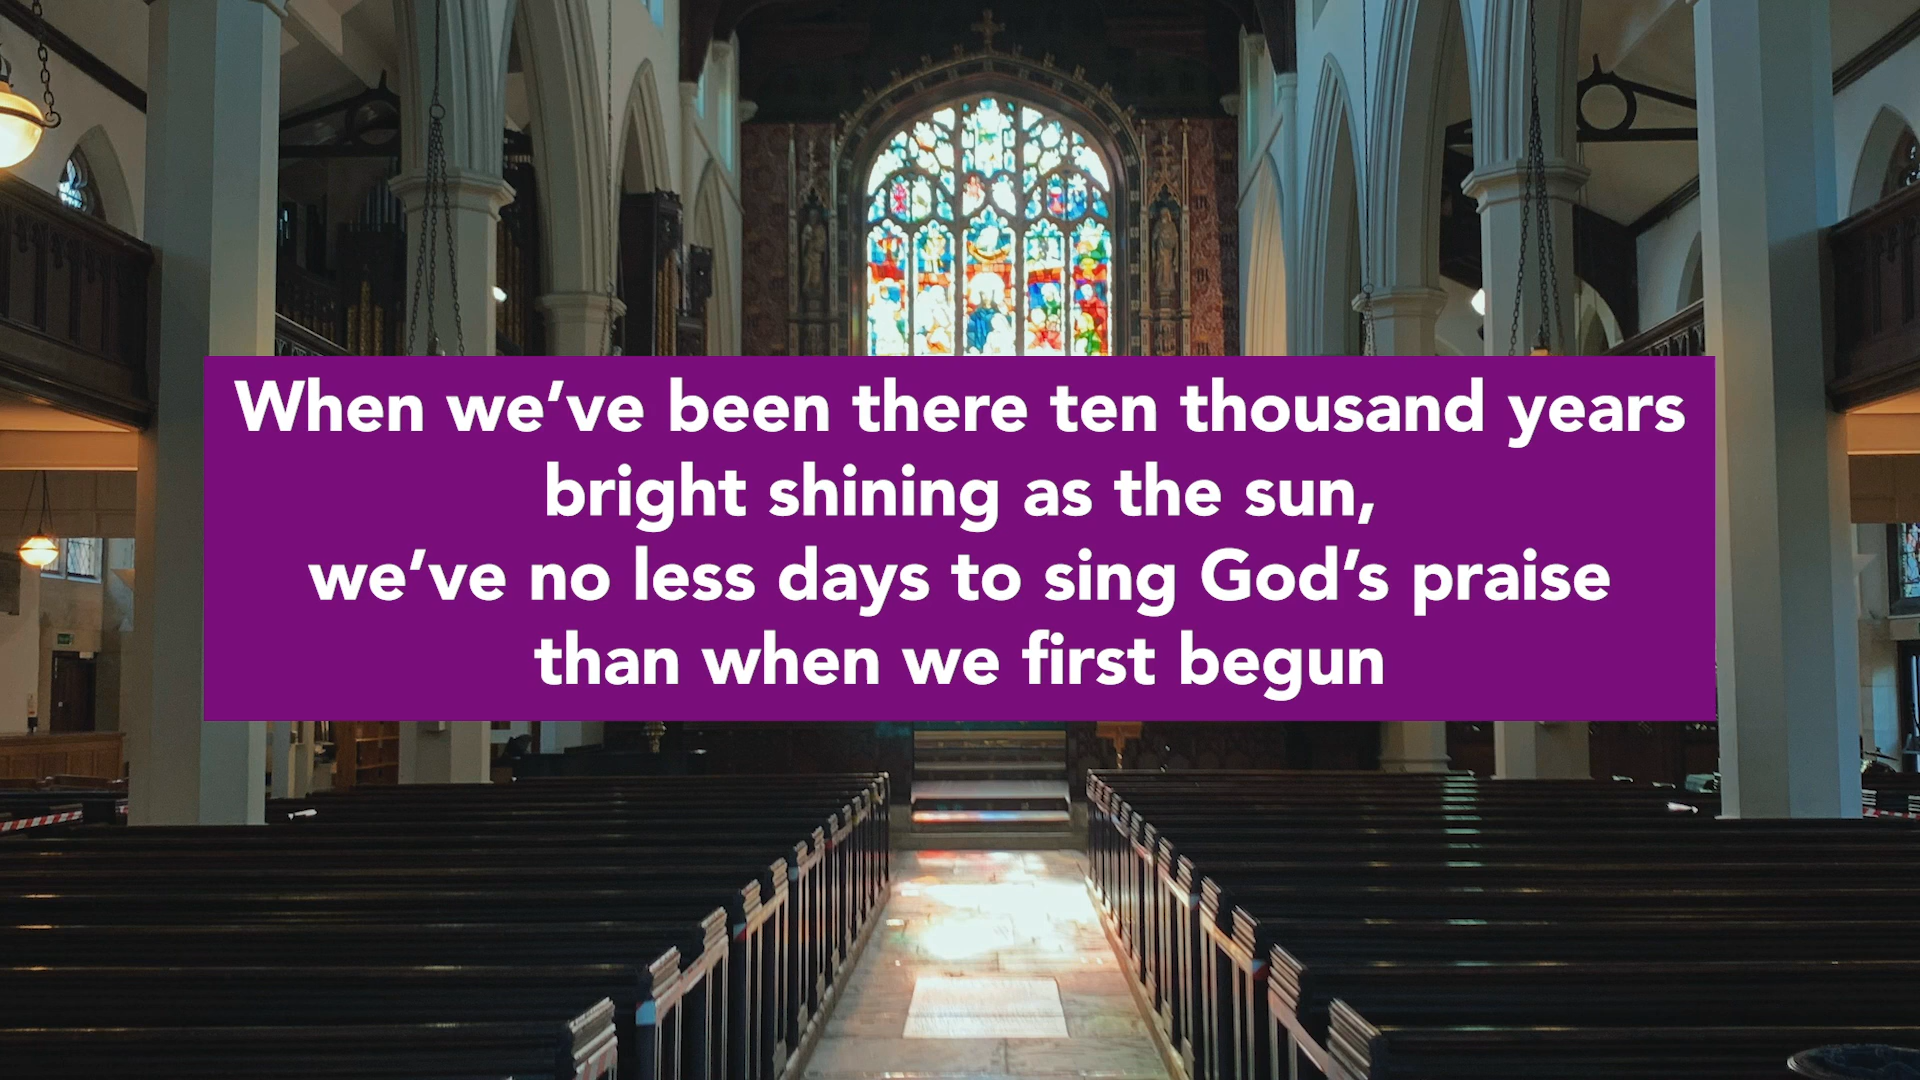 When we’ve been there ten thousand years
bright shining as the sun,
we’ve no less days to sing God’s praise
than when we first begun